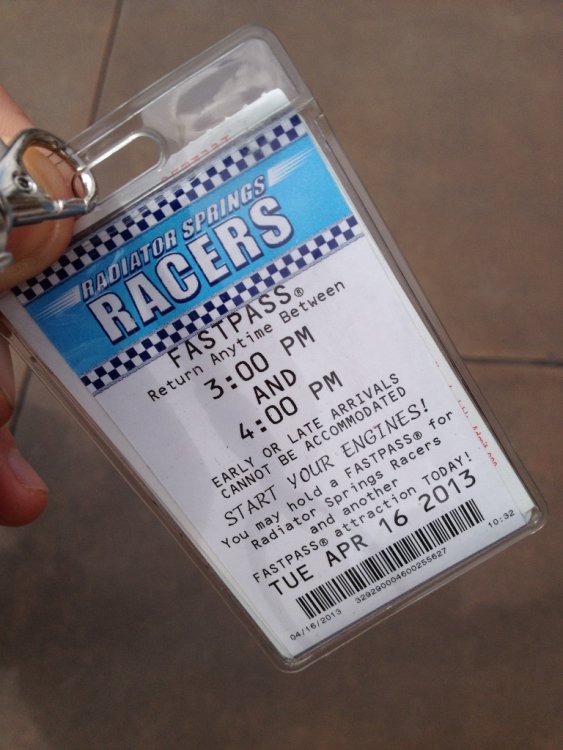 RADIATOR SPRINGS
RACERS
FASTPASS®
Return Anytime Between
3:00 PM
AND
4:00 PM
EARLY OR LATE ARRIVALS
CANNOT BE ACCOMMODATED
START YOUR ENGINES!
You may hold a FASTPASS® for
Radiator Springs Racers
and another
FASTPASS® attraction TODAY!
TUE APR 16 2013
04/16/2013 329290004600255627 10:32